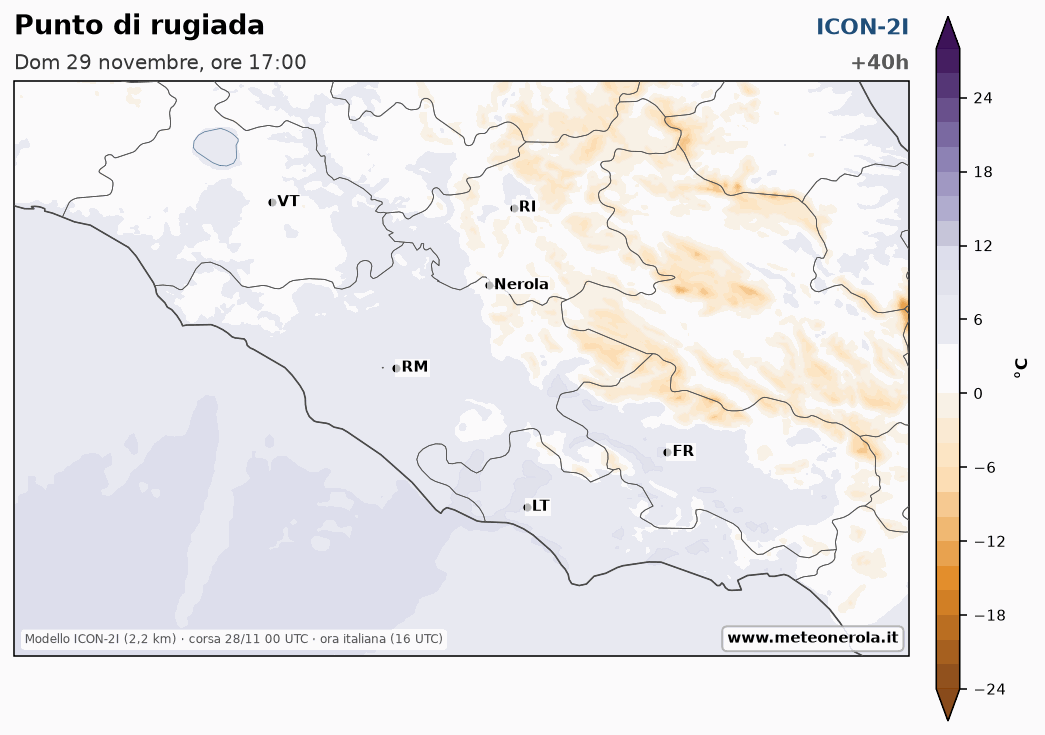 Punto di rugiada
ICON-2I
Dom 29 novembre, ore 17:00
+40h
VT
RI
Nerola
RM
FR
LT
Modello ICON-2I (2,2 km) · corsa 28/11 00 UTC · ora italiana (16 UTC)
www.meteonerola.it
24
18
12
6
0
−6
−12
−18
−24
°C